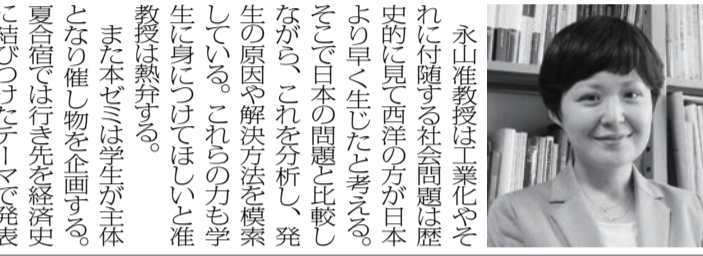 永山准教授は工業化やそ
れに付随する社会問題は歴
史的に見て西洋の方が日本
より早く生じたと考える。
そこで日本の問題と比較し
ながら、これを分析し、発
生の原因や解決方法を模索
している。これらの力も学
生に身につけてほしいと准
教授は熱弁する。
　また本ゼミは学生が主体
となり催し物を企画する。
夏合宿では行き先を経済史
に結びつけたテーマで発表